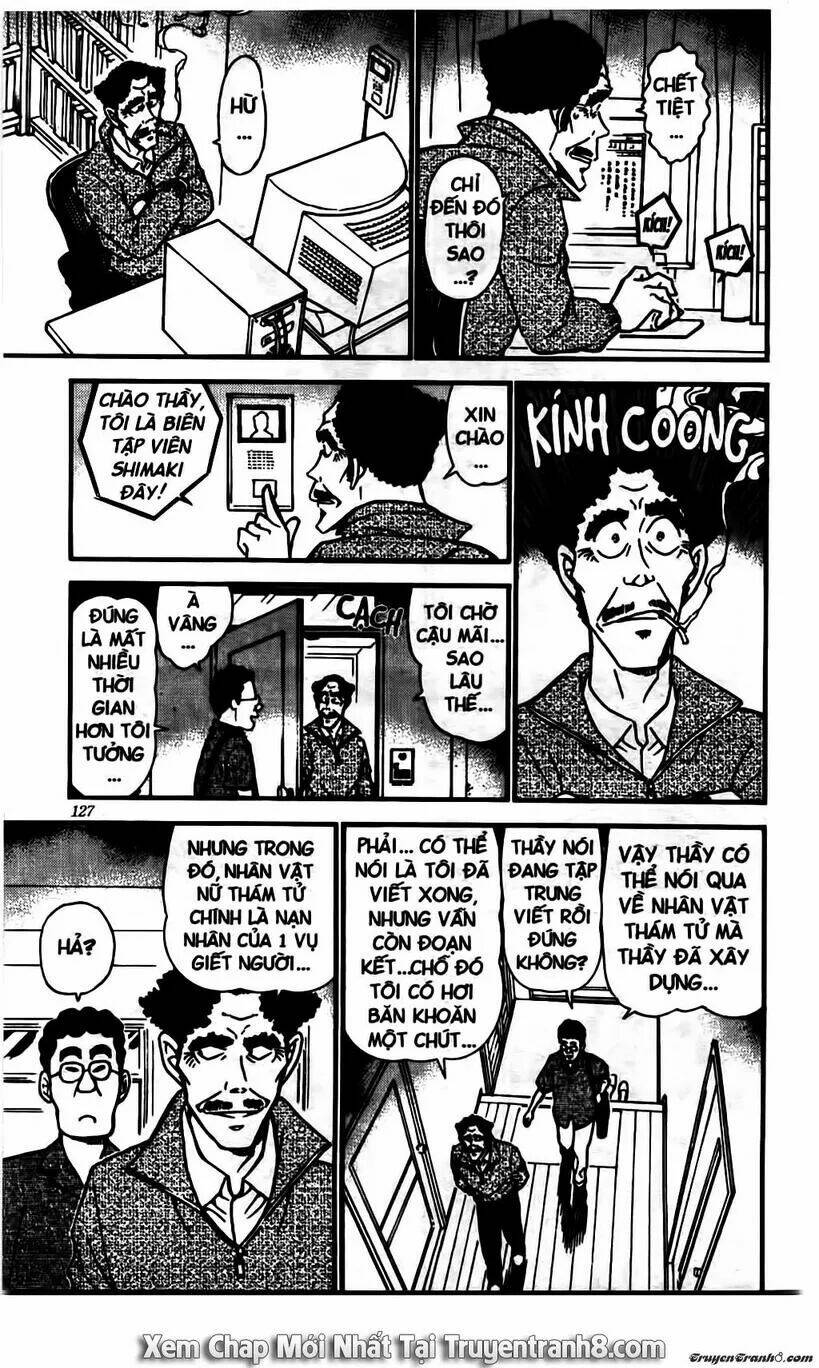 CHẾT
TIỆT
...
CHỈ
ĐẾN ĐÓ
THÔI
SAO
...?
KÍCH!
KÍCH!
HỪ
...
KÍNH COONG
XIN
CHÀO
...
CHÀO THẦY,
TÔI LÀ BIÊN
TẬP VIÊN
SHIMAKI
ĐÂY!
CẠCH
TÔI CHỜ
CẬU MÃI...
SAO
LÂU
THẾ...
À
VÂNG
...
ĐÚNG
LÀ MẤT
NHIỀU
THỜI
GIAN
HƠN TÔI
TƯỞNG
...
127
VẬY THẦY CÓ
THỂ NÓI QUA
VỀ NHÂN VẬT
THÁM TỬ MÀ
THẦY ĐÃ XÂY
DỰNG...
THẦY NÓI
ĐANG TẬP
TRUNG
VIẾT RỒI
ĐÚNG
KHÔNG?
PHẢI... CÓ THỂ
NÓI LÀ TÔI ĐÃ
VIẾT XONG,
NHƯNG VẤN
CÒN ĐOẠN
KẾT...CHỖ ĐÓ
TÔI CÓ HƠI
BĂN KHOĂN
MỘT CHÚT...
NHƯNG TRONG
ĐÓ, NHÂN VẬT
NỮ THÁM TỬ
CHÍNH LÀ NẠN
NHÂN CỦA 1 VỤ
GIẾT NGƯỜI...
HẢ?
Xem Chap Mới Nhất Tại Truyentranh8.com
TruyenTranh8.com